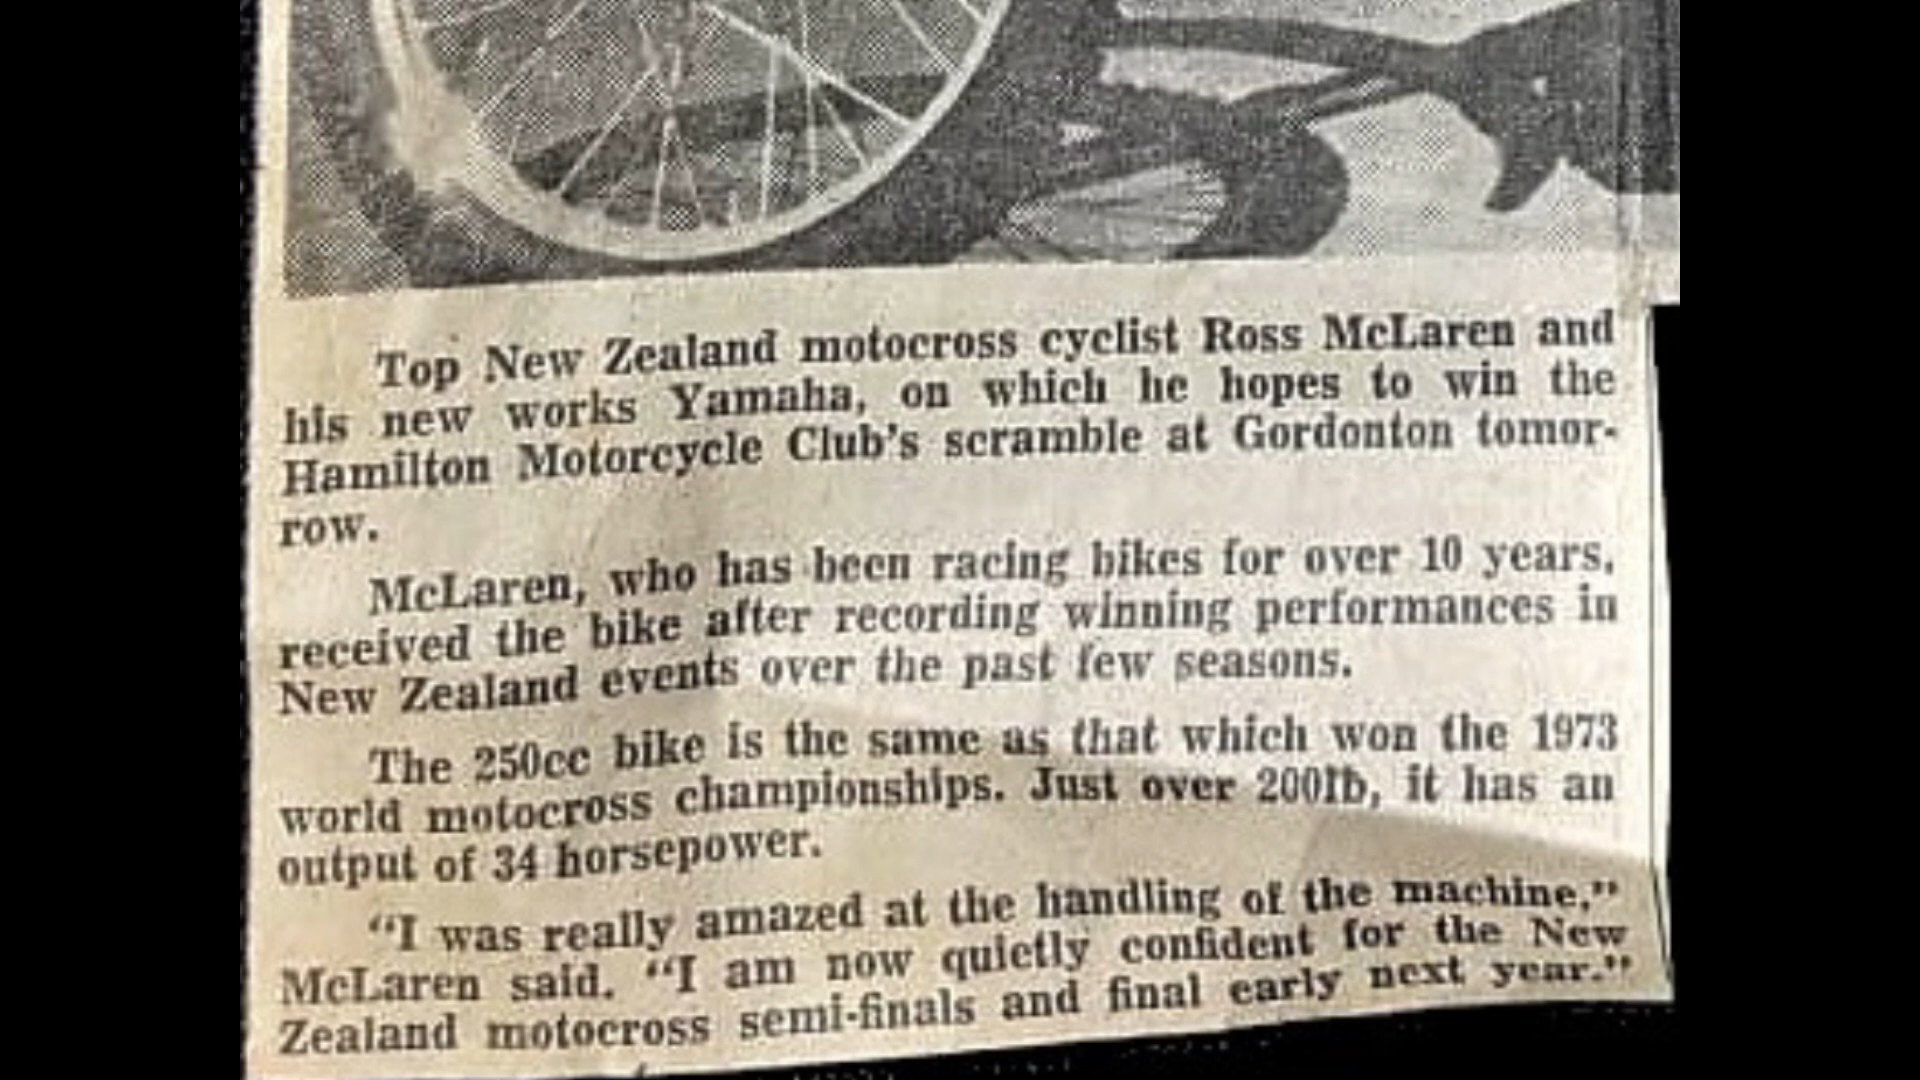 Top New Zealand motocross cyclist Ross McLaren and
his new works Yamaha, on which he hopes to win the
Hamilton Motorcycle Club's scramble at Gordonton tomor-
row.
McLaren, who has been racing bikes for over 10 years,
received the bike after recording winning performances in
New Zealand events over the past few seasons.
The 250cc bike is the same as that which won the 1973
world motocross championships. Just over 200lb, it has an
output of 34 horsepower.
“I was really amazed at the handling of the machine,”
McLaren said. “I am now quietly confident for the New
Zealand motocross semi-finals and final early next year.”